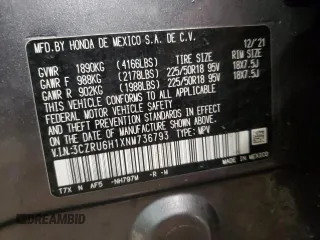 MFD.BY HONDA DE MEXICO S.A. DE C.V. 12/21
GVWR 1890KG (4166LBS) TIRE SIZE RIM SIZE
GAWR F 988KG (2178LBS) 225/50R18 95V 18X7.5J
GAWR R 902KG (1988LBS) 225/50R18 95V 18X7.5J
THIS VEHICLE CONFORMS TO ALL APPLICABLE
FEDERAL MOTOR VEHICLE SAFETY AND
THEFT PREVENTION STANDARDS IN EFFECT
ON THE DATE OF MANUFACTURE SHOWN ABOVE.
V.I.N:3CZRU6H1XNM736793 TYPE: MPV
T7X N AF5 -NH797M -R -M MADE IN MEXICO
DREAMBID